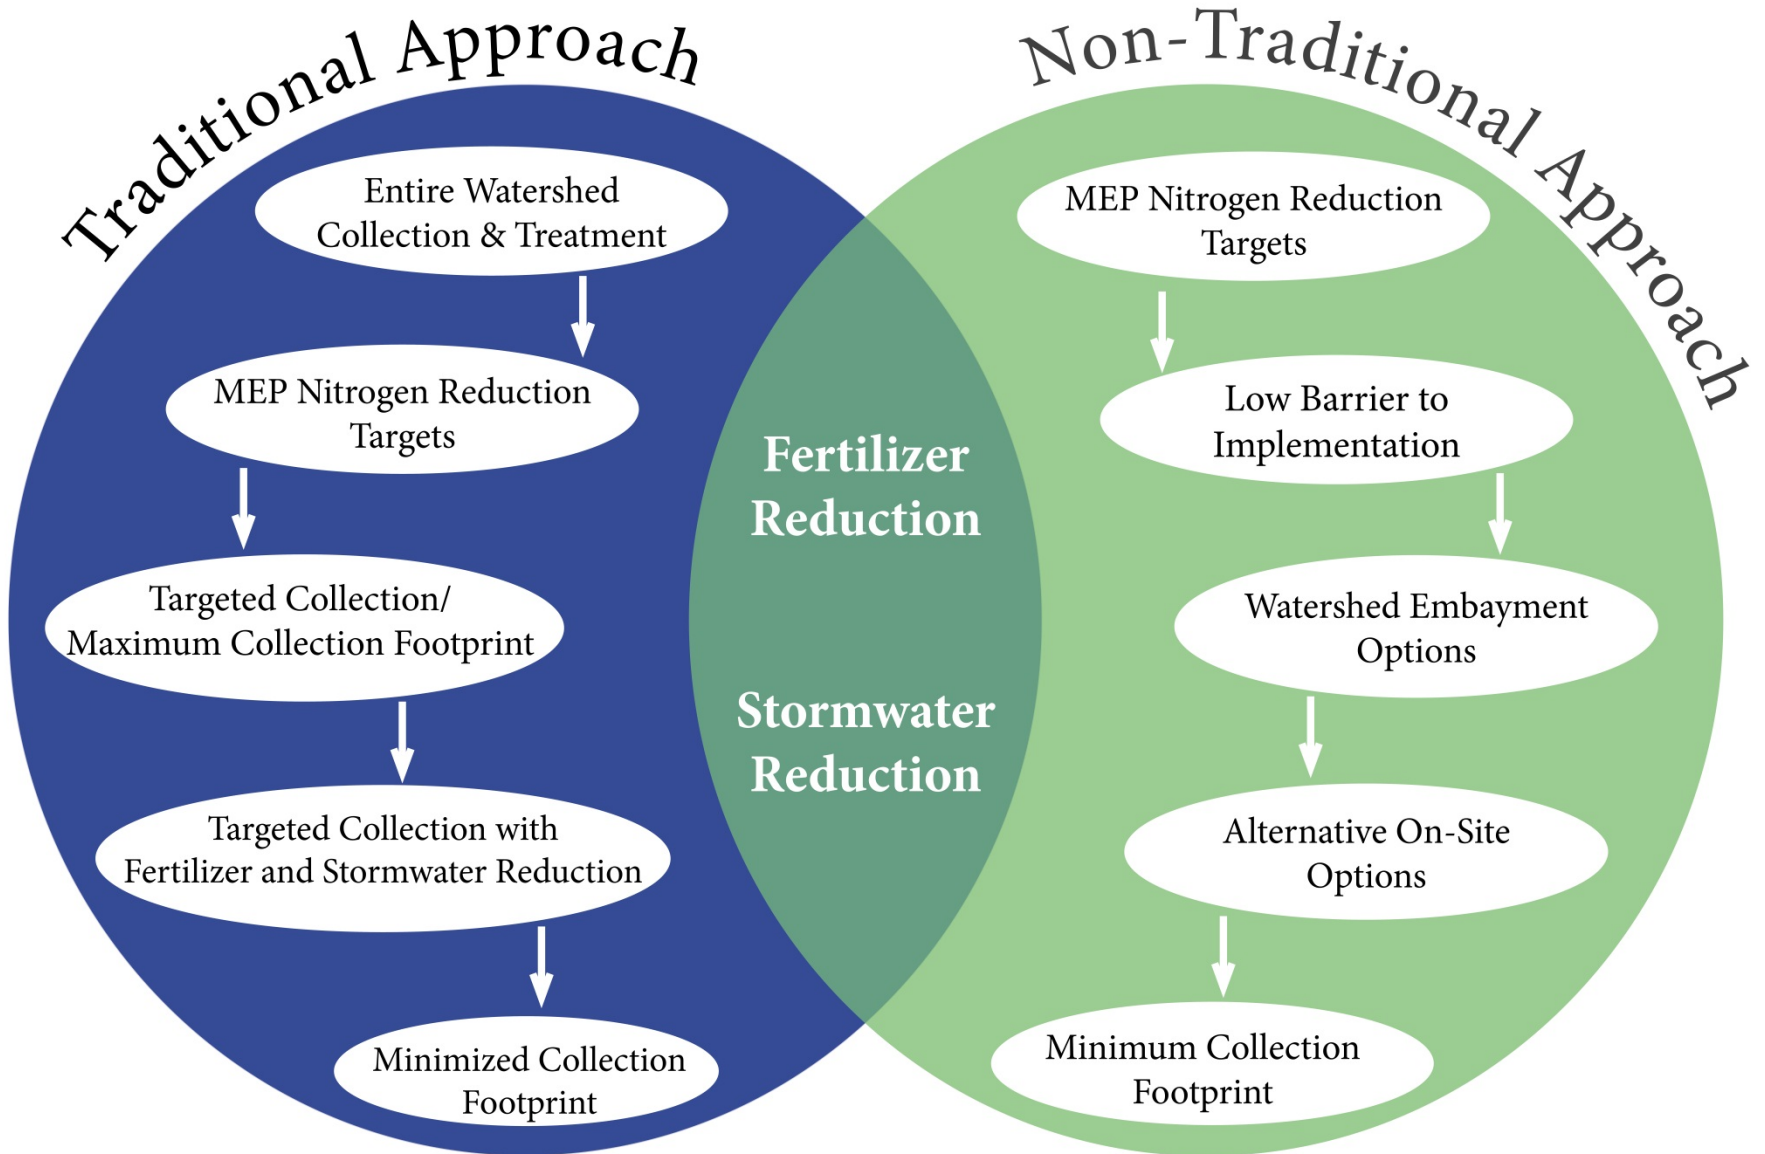 Traditional Approach
Entire Watershed
Collection & Treatment
MEP Nitrogen Reduction
Targets
Targeted Collection/
Maximum Collection Footprint
Targeted Collection with
Fertilizer and Stormwater Reduction
Minimized Collection
Footprint
Fertilizer
Reduction
Stormwater
Reduction
Non-Traditional Approach
MEP Nitrogen Reduction
Targets
Low Barrier to
Implementation
Watershed Embayment
Options
Alternative On-Site
Options
Minimum Collection
Footprint